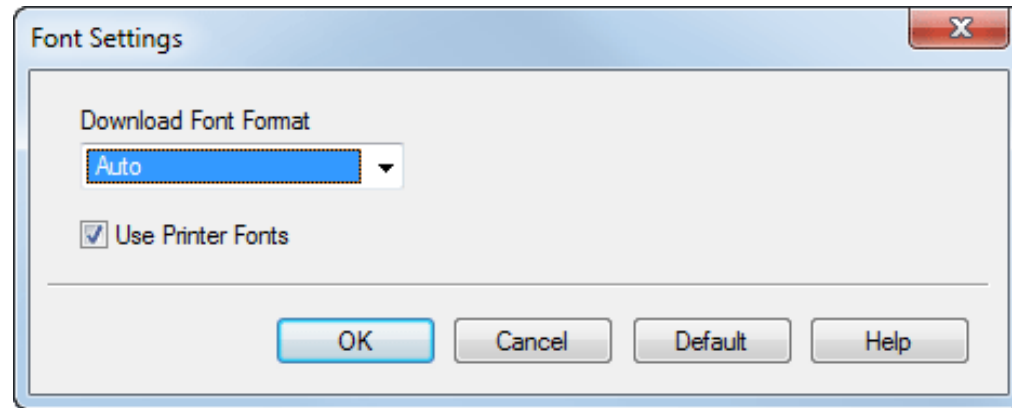 Font Settings
Download Font Format
Auto
Use Printer Fonts
OK Cancel Default Help